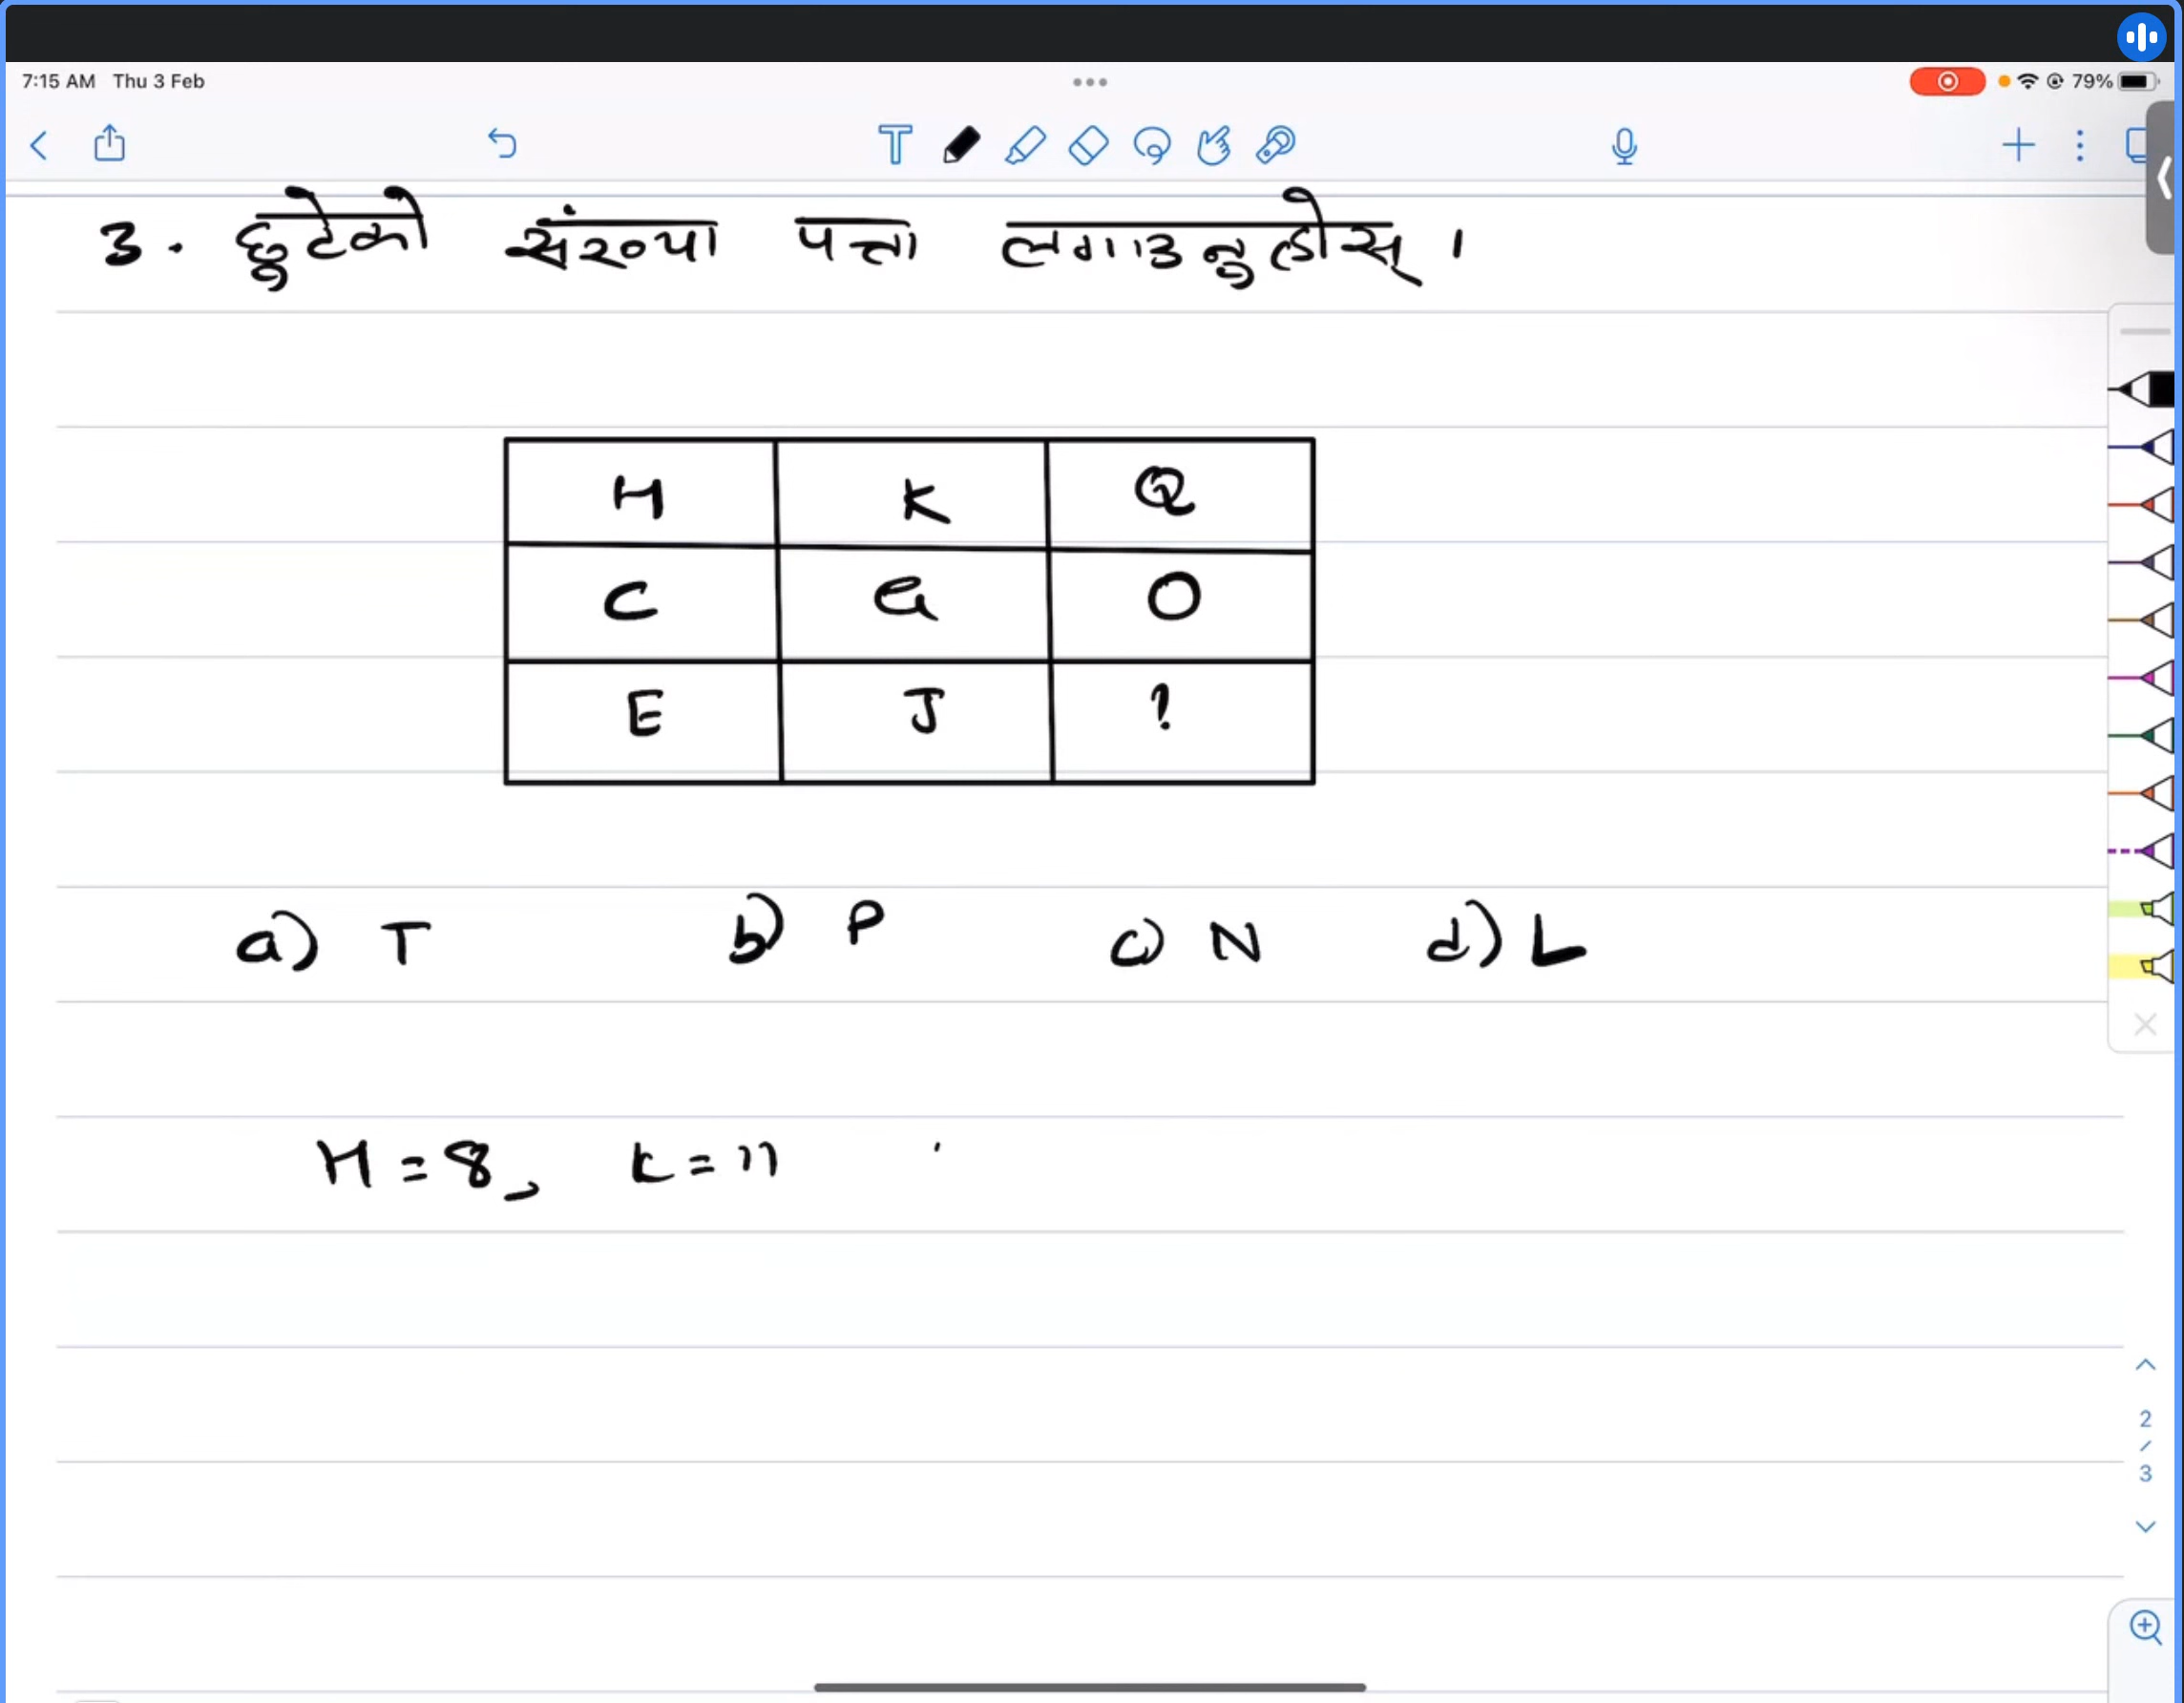 7:15 AM Thu 3 Feb
79%
3. छुटेको संख्या पत्ता लगाउनुहोस् ।
H K Q
C G O
E J ?
a) T b) P c) N d) L
H = 8, K = 11
2
/
3